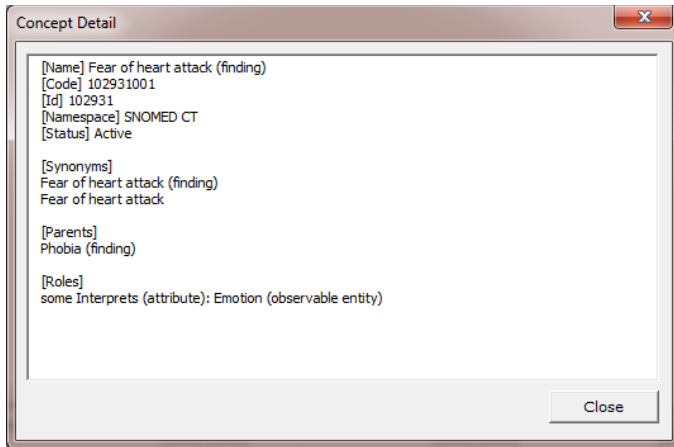 Concept Detail
[Name] Fear of heart attack (finding)
[Code] 102931001
[Id] 102931
[Namespace] SNOMED CT
[Status] Active
[Synonyms]
Fear of heart attack (finding)
Fear of heart attack
[Parents]
Phobia (finding)
[Roles]
some Interprets (attribute): Emotion (observable entity)
Close